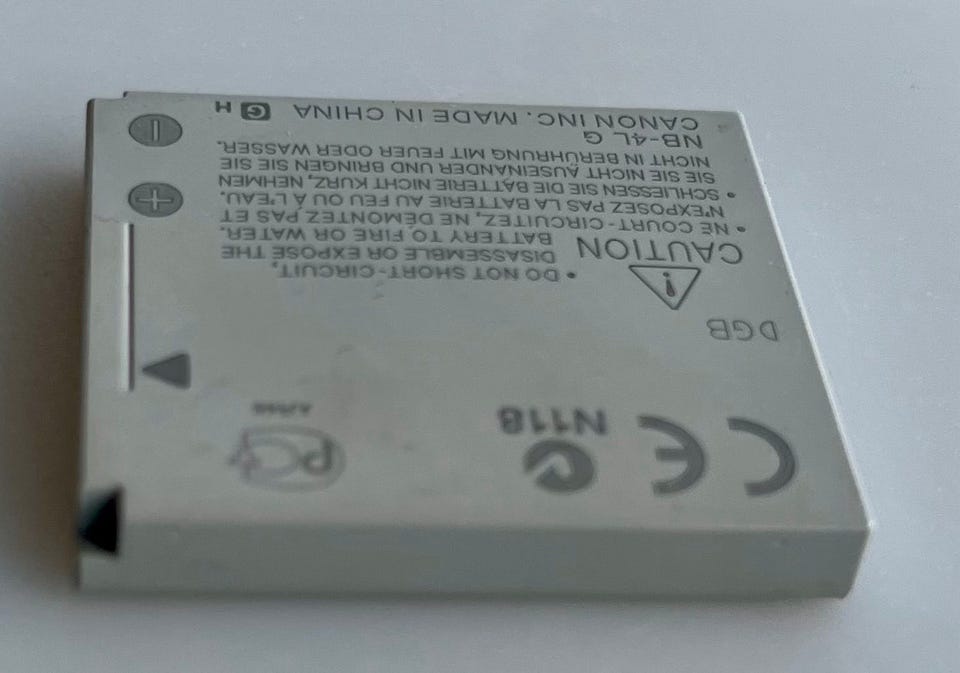 CE
N118
DGB
CAUTION
• DO NOT SHORT-CIRCUIT,
DISASSEMBLE OR EXPOSE THE
BATTERY TO FIRE OR WATER.
• NE COURT-CIRCUITEZ, NE DÉMONTEZ PAS ET
N'EXPOSEZ PAS LA BATTERIE AU FEU OU À L'EAU.
• SCHLIESSEN SIE DIE BATTERIE NICHT KURZ, NEHMEN
SIE SIE NICHT AUSEINANDER UND BRINGEN SIE SIE
NICHT IN BERÜHRUNG MIT FEUER ODER WASSER.
NB-4L G
CANON INC. MADE IN CHINA G H